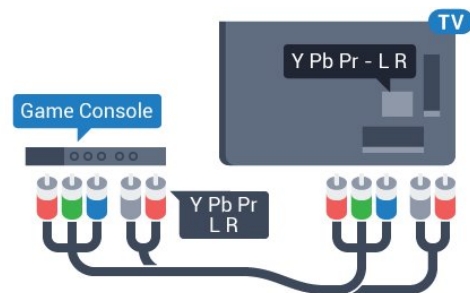 TV
Y Pb Pr - L R
Game Console
Y Pb Pr
L R